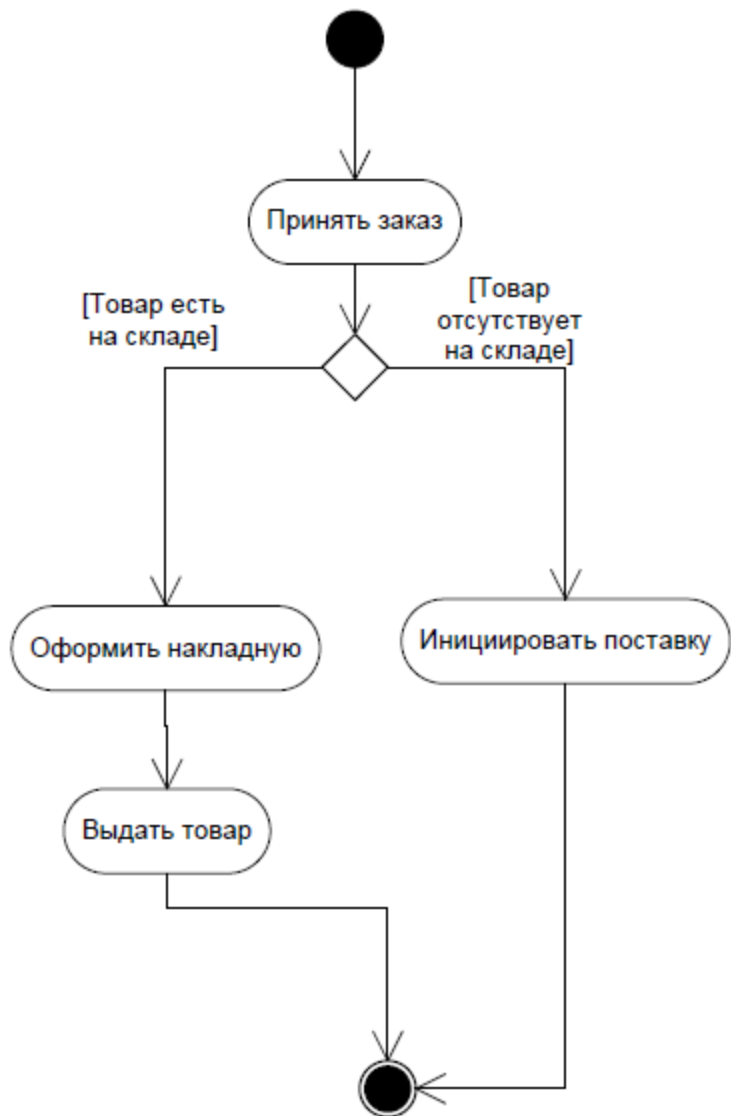 Принять заказ
[Товар есть
на складе]
[Товар
отсутствует
на складе]
Оформить накладную
Инициировать поставку
Выдать товар